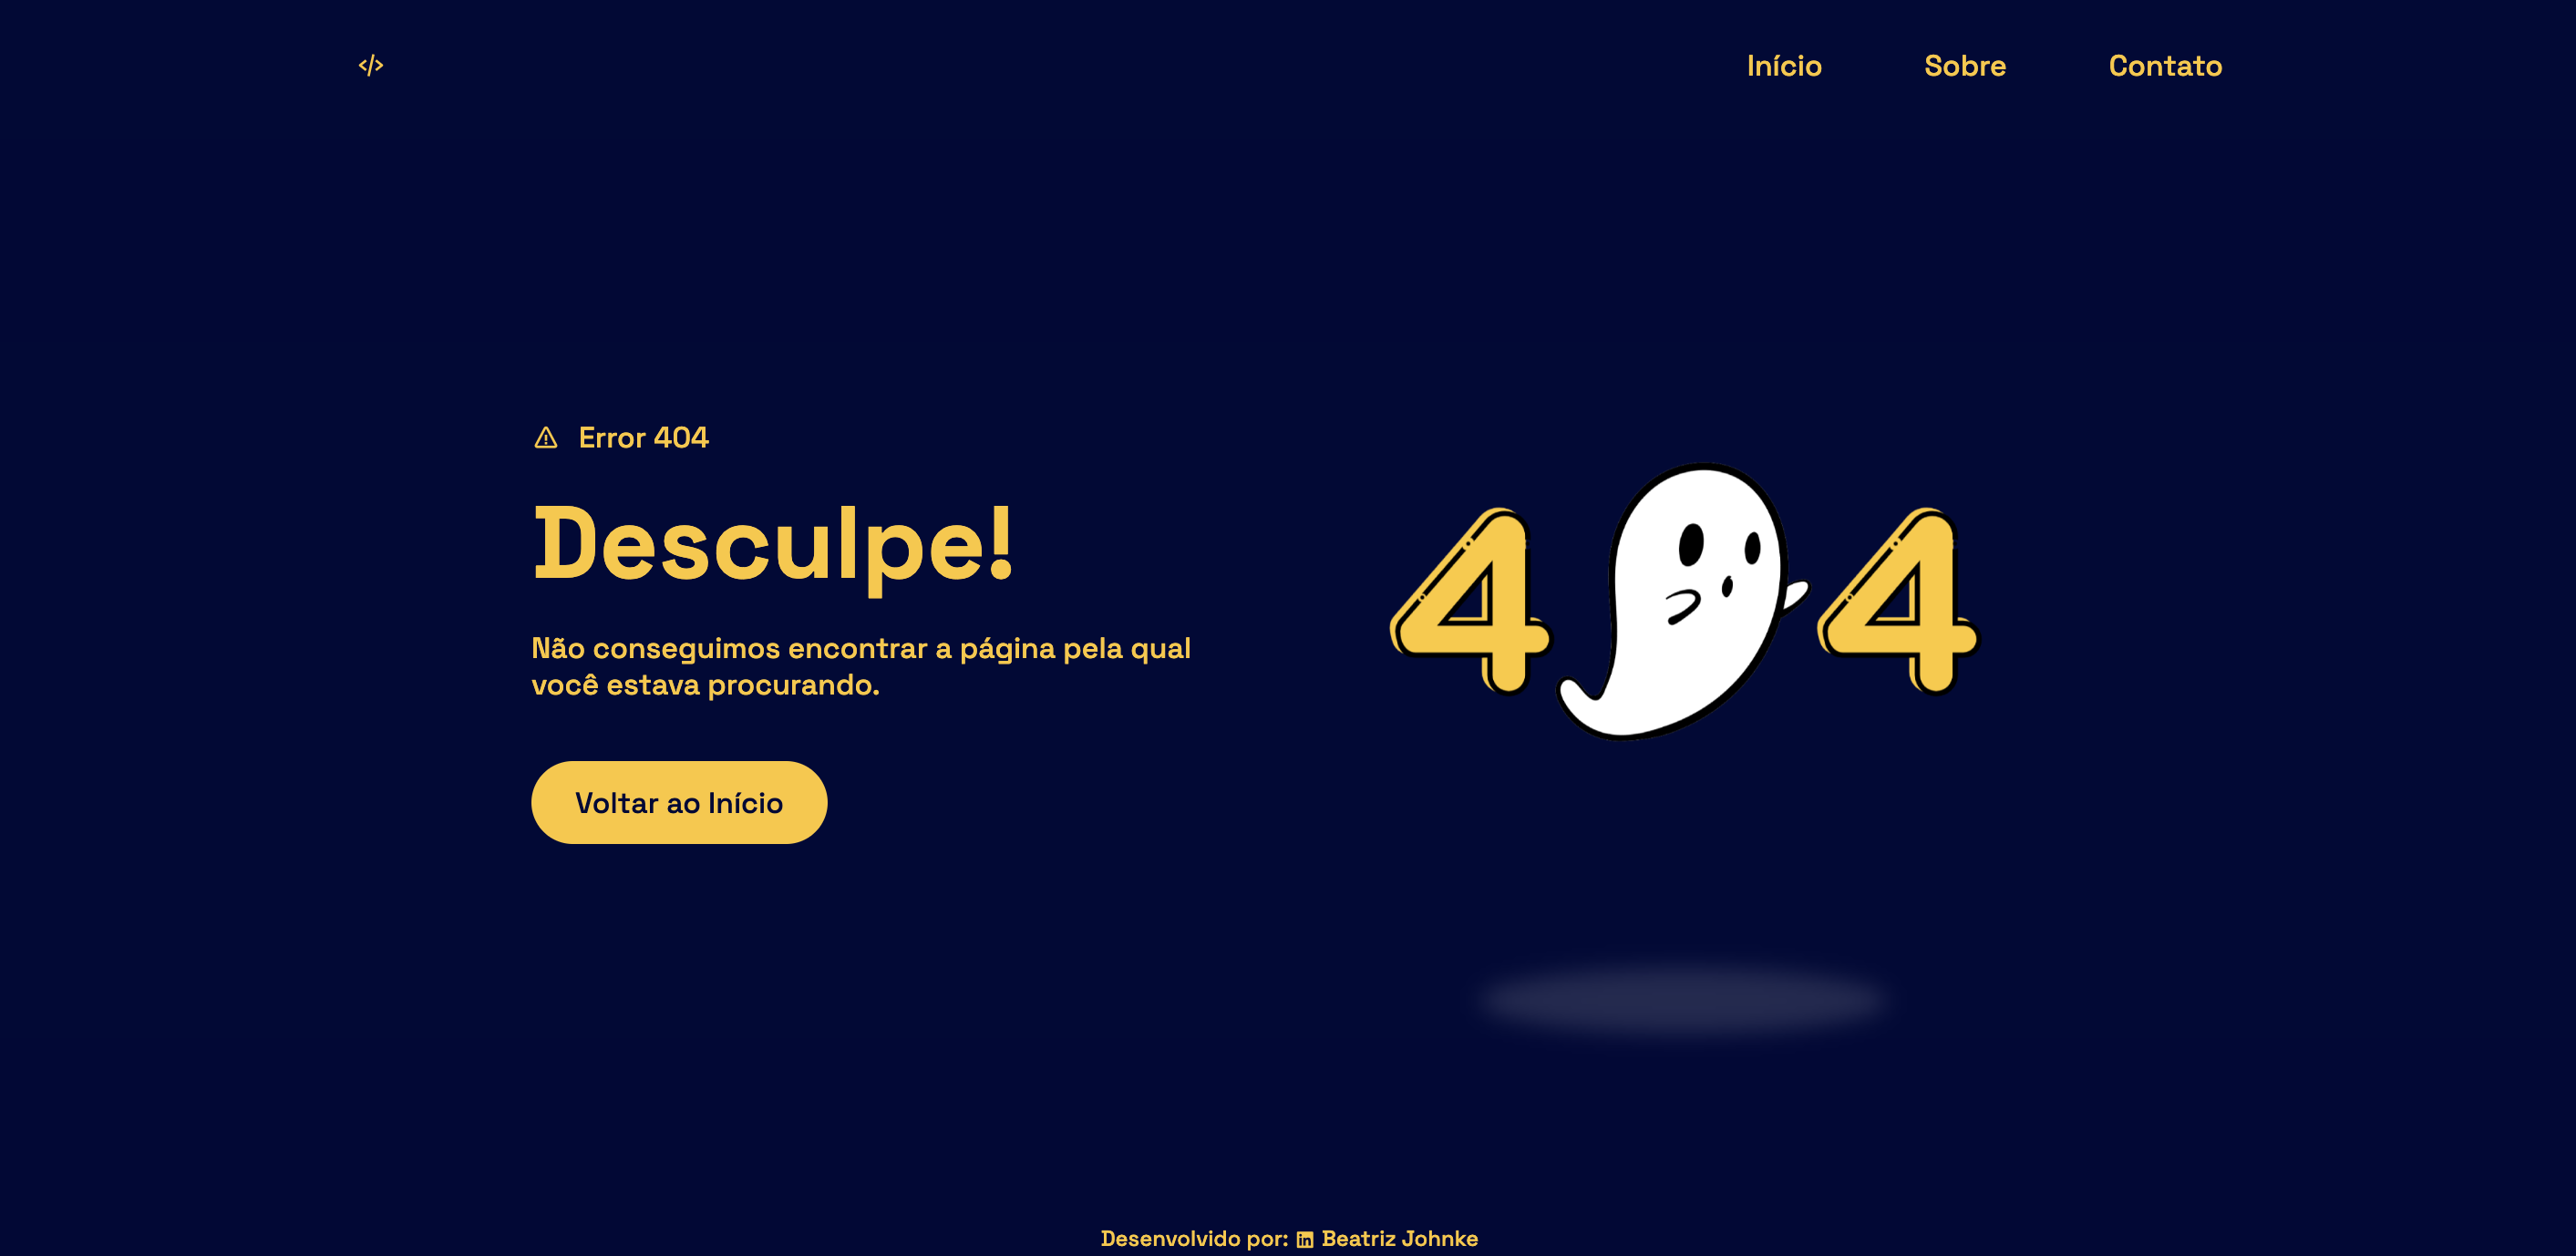 </>
Início Sobre Contato
Error 404
Desculpe!
Não conseguimos encontrar a página pela qual
você estava procurando.
4 4
Voltar ao Início
Desenvolvido por: in Beatriz Johnke